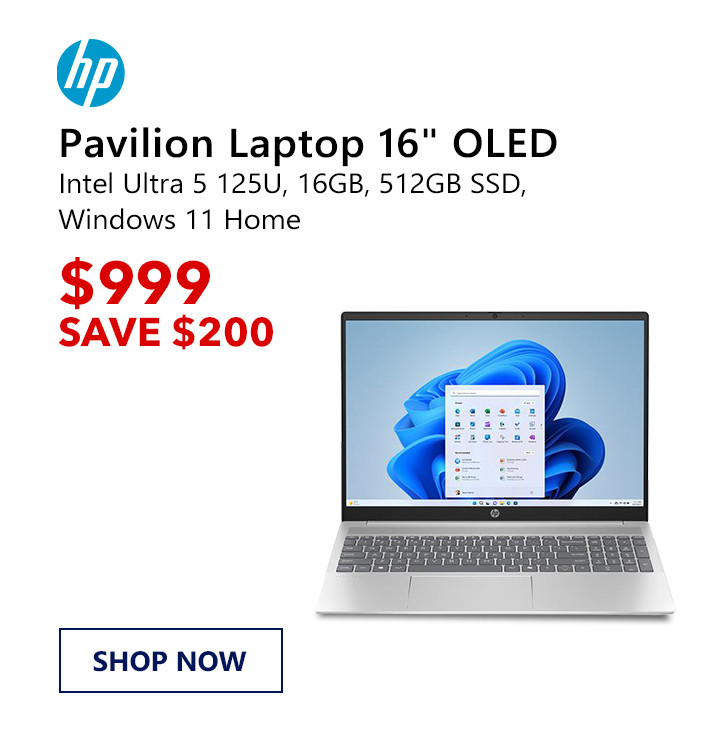 hp
Pavilion Laptop 16" OLED
Intel Ultra 5 125U, 16GB, 512GB SSD,
Windows 11 Home
$999
SAVE $200
hp
SHOP NOW